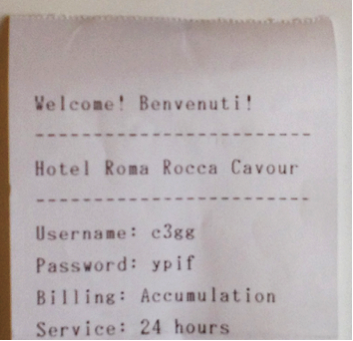 Welcome! Benvenuti!
------------------------
Hotel Roma Rocca Cavour
------------------------
Username: c3gg
Password: ypif
Billing: Accumulation
Service: 24 hours